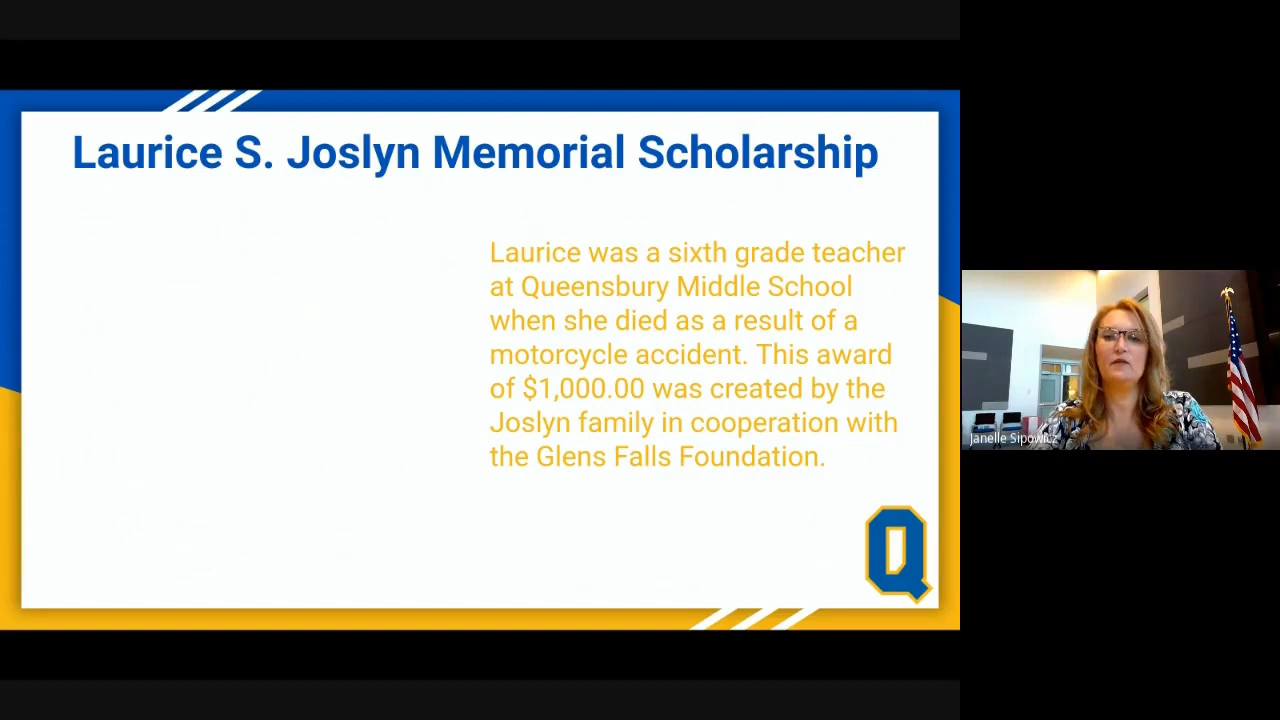 Laurice S. Joslyn Memorial Scholarship
Laurice was a sixth grade teacher
at Queensbury Middle School
when she died as a result of a
motorcycle accident. This award
of $1,000.00 was created by the
Joslyn family in cooperation with
the Glens Falls Foundation.
Q
Janelle Sipowicz